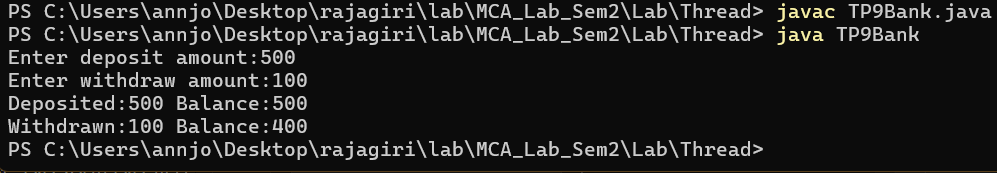 PS C:\Users\annjo\Desktop\rajagiri\lab\MCA_Lab_Sem2\Lab\Thread> javac TP9Bank.java
PS C:\Users\annjo\Desktop\rajagiri\lab\MCA_Lab_Sem2\Lab\Thread> java TP9Bank
Enter deposit amount:500
Enter withdraw amount:100
Deposited:500 Balance:500
Withdrawn:100 Balance:400
PS C:\Users\annjo\Desktop\rajagiri\lab\MCA_Lab_Sem2\Lab\Thread>